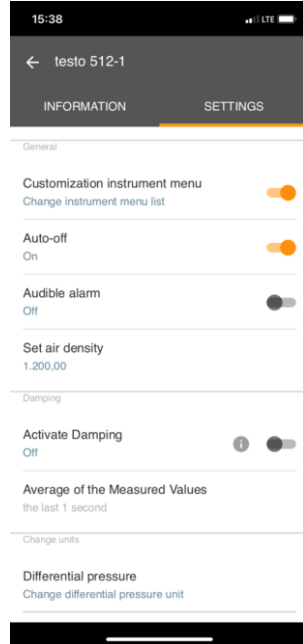 15:38
LTE
testo 512-1
INFORMATION
SETTINGS
General
Customization instrument menu
Change instrument menu list
Auto-off
On
Audible alarm
Off
Set air density
1.200,00
Damping
Activate Damping
Off
Average of the Measured Values
the last 1 second
Change units
Differential pressure
Change differential pressure unit